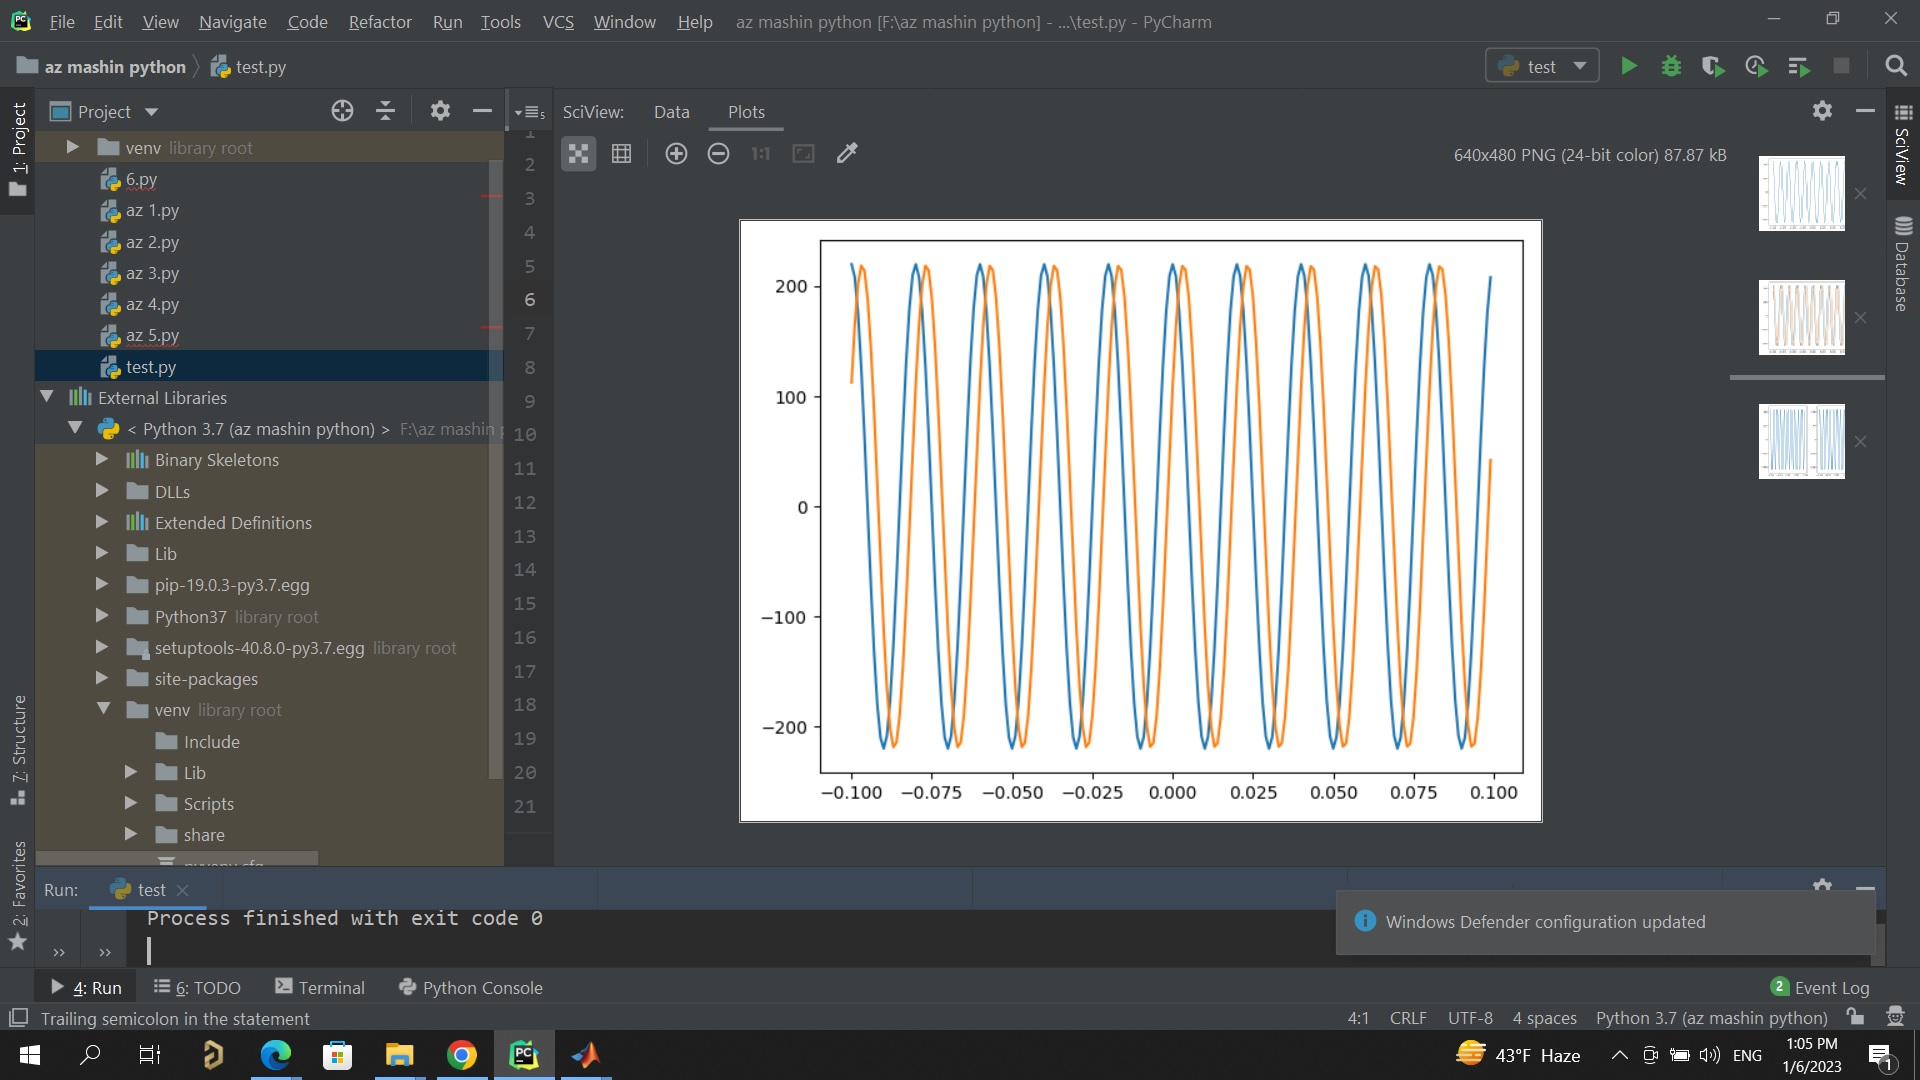 File Edit View Navigate Code Refactor Run Tools VCS Window Help az mashin python [F:\az mashin python] - ...\test.py - PyCharm
az mashin python test.py
test
1: Project
Project
SciView: Data Plots
640x480 PNG (24-bit color) 87.87 kB
venv library root
6.py
az 1.py
az 2.py
az 3.py
az 4.py
az 5.py
test.py
External Libraries
< Python 3.7 (az mashin python) > F:\az mashin
Binary Skeletons
DLLs
Extended Definitions
Lib
pip-19.0.3-py3.7.egg
Python37 library root
setuptools-40.8.0-py3.7.egg library root
site-packages
venv library root
Include
Lib
Scripts
share
5
1
2
3
4
5
6
7
8
9
10
11
12
13
14
15
16
17
18
19
20
21
1:1
200
100
0
−100
−200
−0.100 −0.075 −0.050 −0.025 0.000 0.025 0.050 0.075 0.100
SciView
Database
7: Structure
2: Favorites
Run: test
Process finished with exit code 0
Windows Defender configuration updated
4: Run 6: TODO Terminal Python Console 2 Event Log
Trailing semicolon in the statement 4:1 CRLF UTF-8 4 spaces Python 3.7 (az mashin python)
43°F Haze ENG
1:05 PM
1/6/2023
1